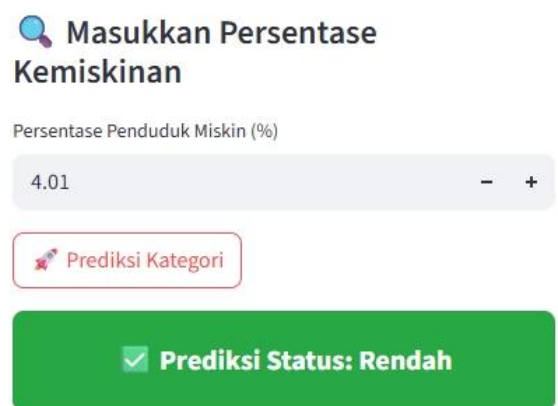 🔍 Masukkan Persentase
Kemiskinan
Persentase Penduduk Miskin (%)
4.01 − +
🚀 Prediksi Kategori
✅ Prediksi Status: Rendah